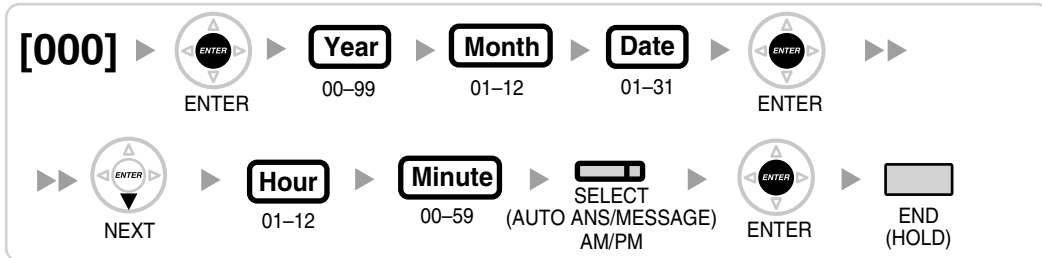 [000] ENTER Year Month Date ENTER
ENTER 00–99 01–12 01–31 ENTER
ENTER Hour Minute SELECT ENTER
NEXT 01–12 00–59 (AUTO ANS/MESSAGE) ENTER END
AM/PM (HOLD)